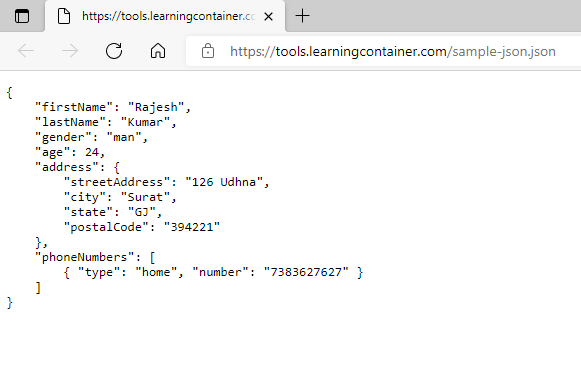 https://tools.learningcontainer.cc
https://tools.learningcontainer.com/sample-json.json
{
    "firstName": "Rajesh",
    "lastName": "Kumar",
    "gender": "man",
    "age": 24,
    "address": {
        "streetAddress": "126 Udhna",
        "city": "Surat",
        "state": "GJ",
        "postalCode": "394221"
    },
    "phoneNumbers": [
        { "type": "home", "number": "7383627627" }
    ]
}